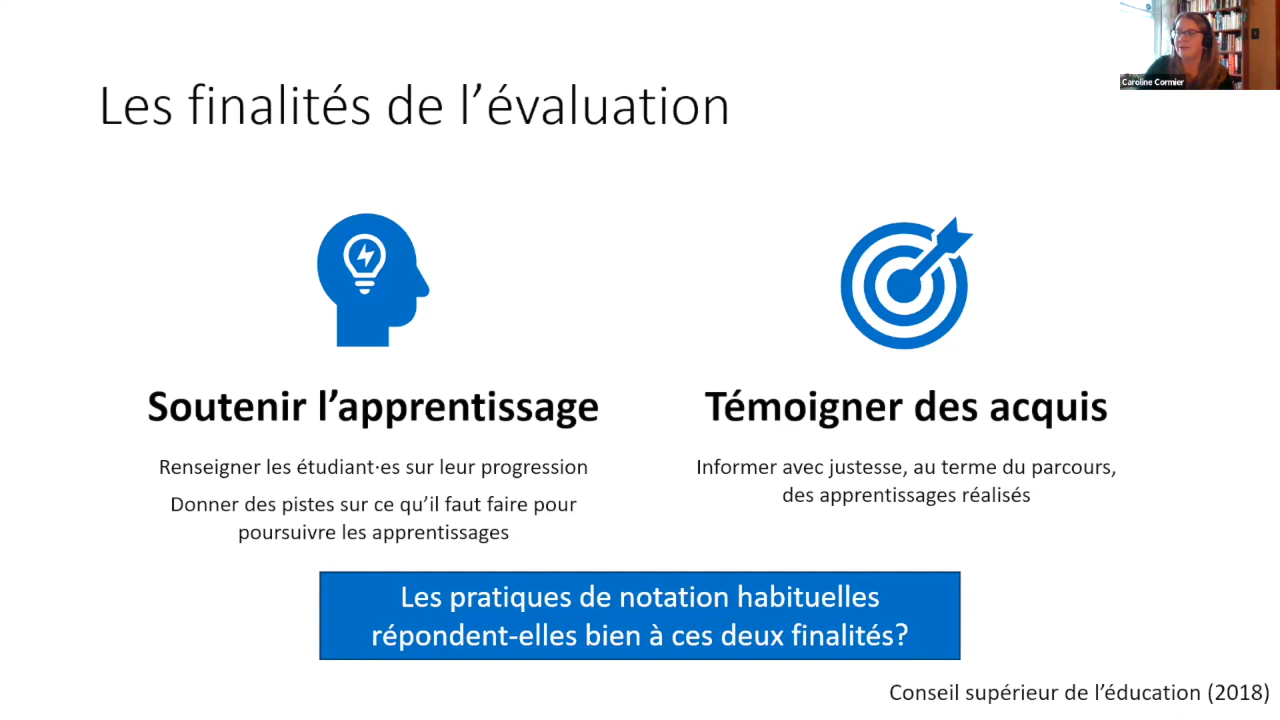 Caroline Cormier
Les finalités de l’évaluation
Soutenir l’apprentissage
Renseigner les étudiant·es sur leur progression
Donner des pistes sur ce qu’il faut faire pour
poursuivre les apprentissages
Témoigner des acquis
Informer avec justesse, au terme du parcours,
des apprentissages réalisés
Les pratiques de notation habituelles
répondent-elles bien à ces deux finalités?
Conseil supérieur de l’éducation (2018)